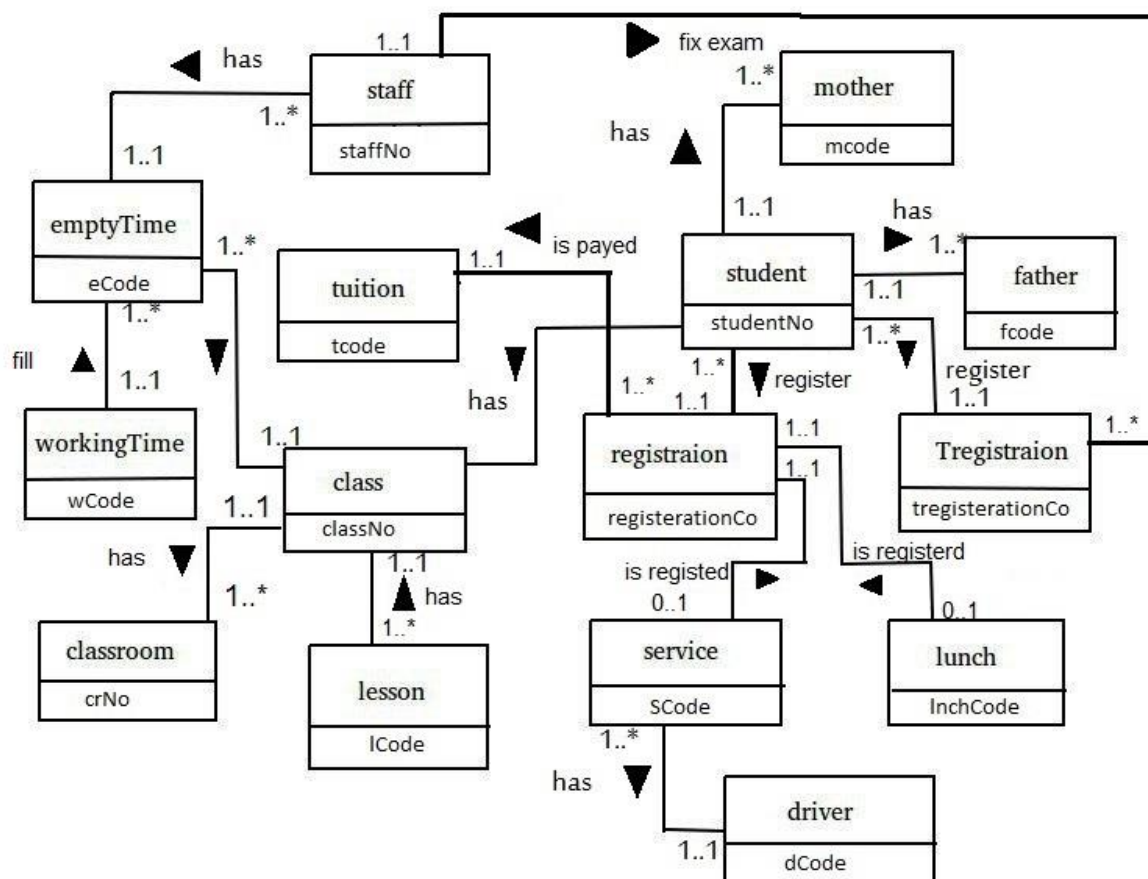 1..1
fix exam
has
staff
1..*
mother
1..*
staffNo
has
mcode
1..1
1..1
has
emptyTime
1..*
is payed
1..*
1..1
student
father
eCode
tuition
1..1
studentNo
fcode
1..*
tcode
1..*
fill
1..1
register
1..*
1..*
register
has
1..1
1..1
1..*
workingTime
1..1
registraion
1..1
Tregistraion
class
1..1
wCode
1..1
classNo
registerationCo
tregisterationCo
has
1..1
is registed
is registerd
has
1..*
0..1
0..1
1..*
classroom
service
lunch
crNo
lesson
SCode
lnchCode
1..*
lCode
has
driver
1..1
dCode